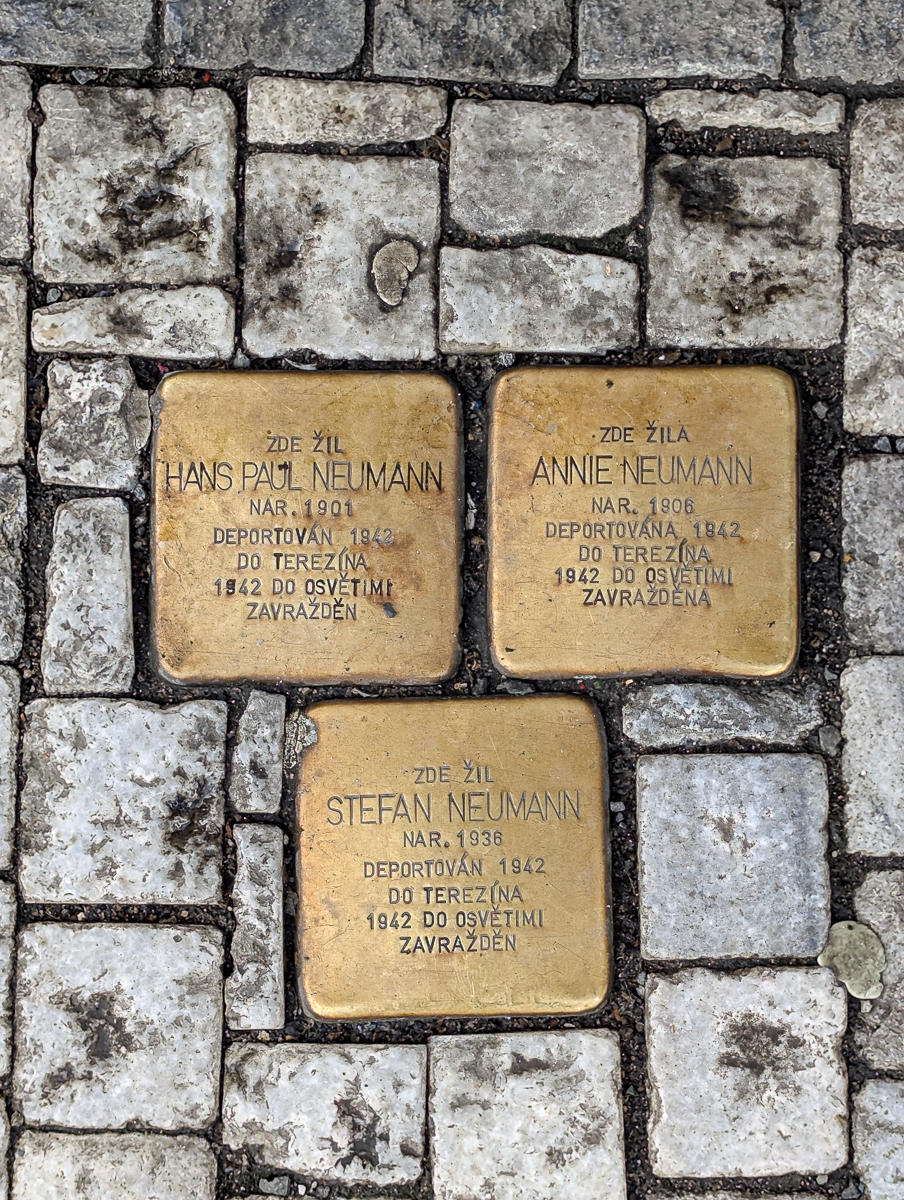 ZDE ŽIL
HANS PAUL NEUMANN
NAR. 1901
DEPORTOVÁN 1942
DO TEREZÍNA
1942 DO OSVĚTIMI
ZAVRAŽDĚN
ZDE ŽILA
ANNIE NEUMANN
NAR. 1906
DEPORTOVÁNA 1942
DO TEREZÍNA
1942 DO OSVĚTIMI
ZAVRAŽDĚNA
ZDE ŽIL
STEFAN NEUMANN
NAR. 1936
DEPORTOVÁN 1942
DO TEREZÍNA
1942 DO OSVĚTIMI
ZAVRAŽDĚN